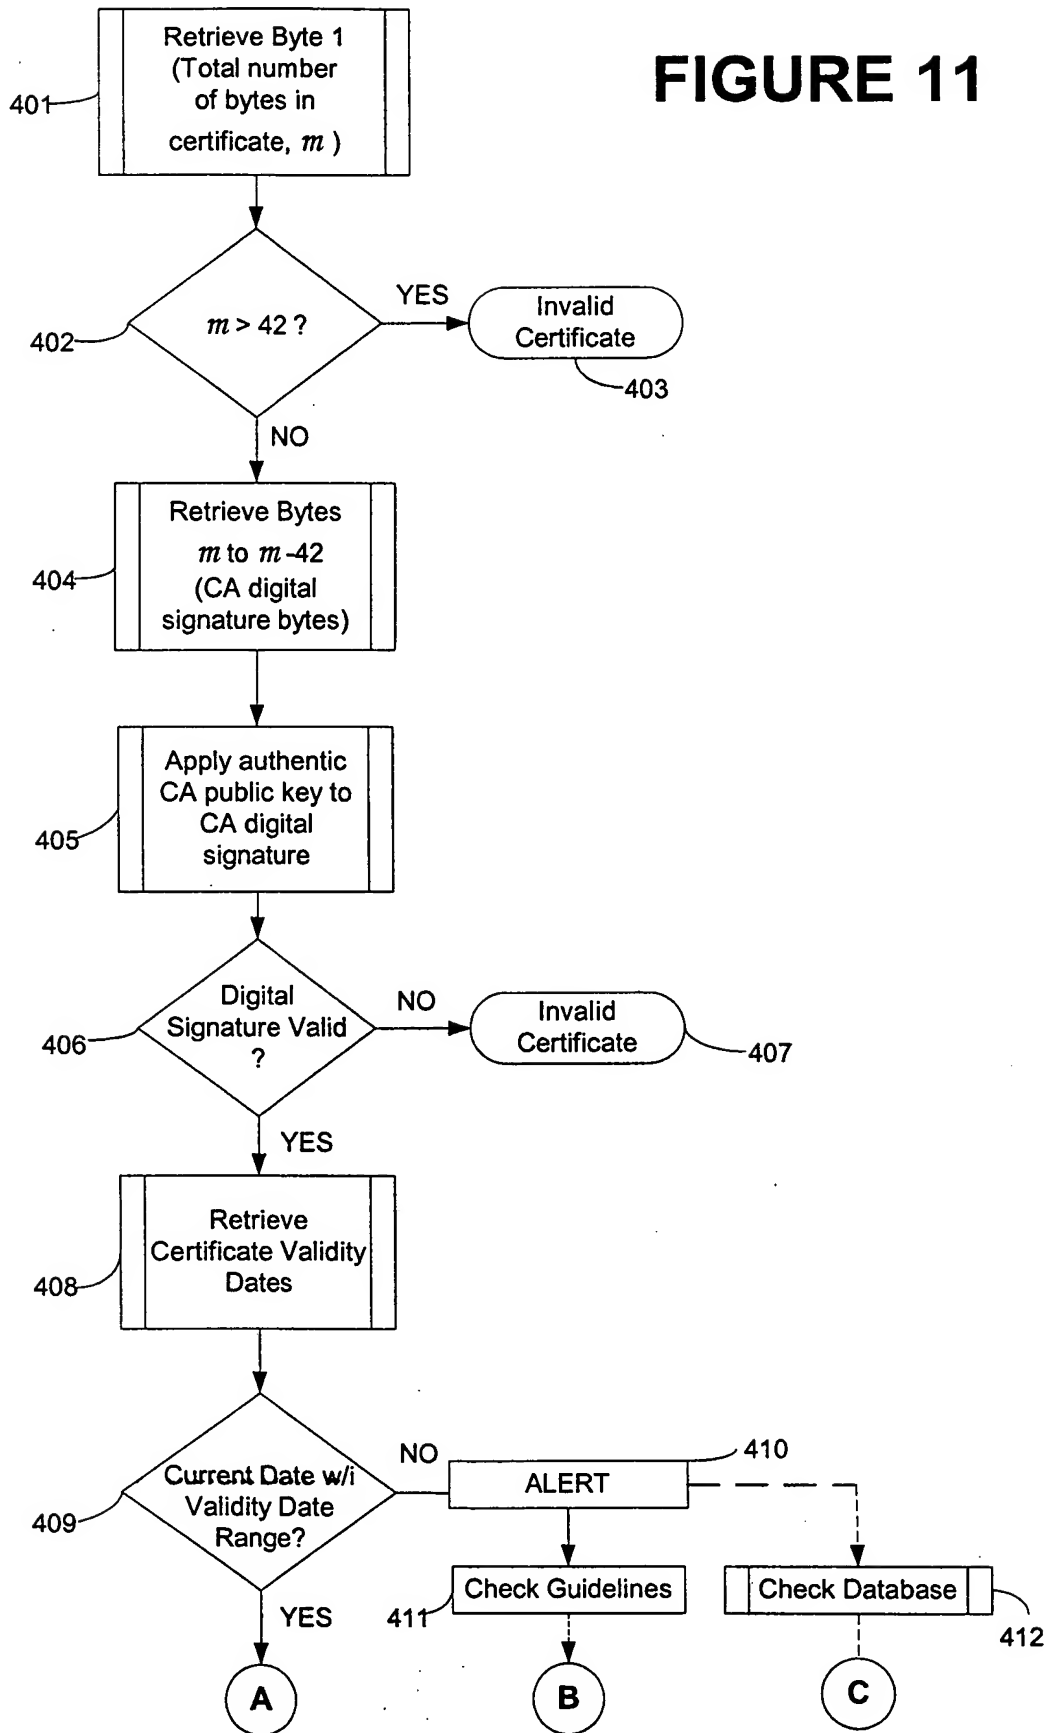 FIGURE 11
Retrieve Byte 1
(Total number
of bytes in
certificate, m )
401
m > 42 ?
402
YES
Invalid
Certificate
403
NO
Retrieve Bytes
m to m -42
(CA digital
signature bytes)
404
Apply authentic
CA public key to
CA digital
signature
405
Digital
Signature Valid
?
406
NO
Invalid
Certificate
407
YES
Retrieve
Certificate Validity
Dates
408
Current Date w/i
Validity Date
Range?
409
NO
ALERT
410
Check Guidelines
411
Check Database
412
YES
A
B
C